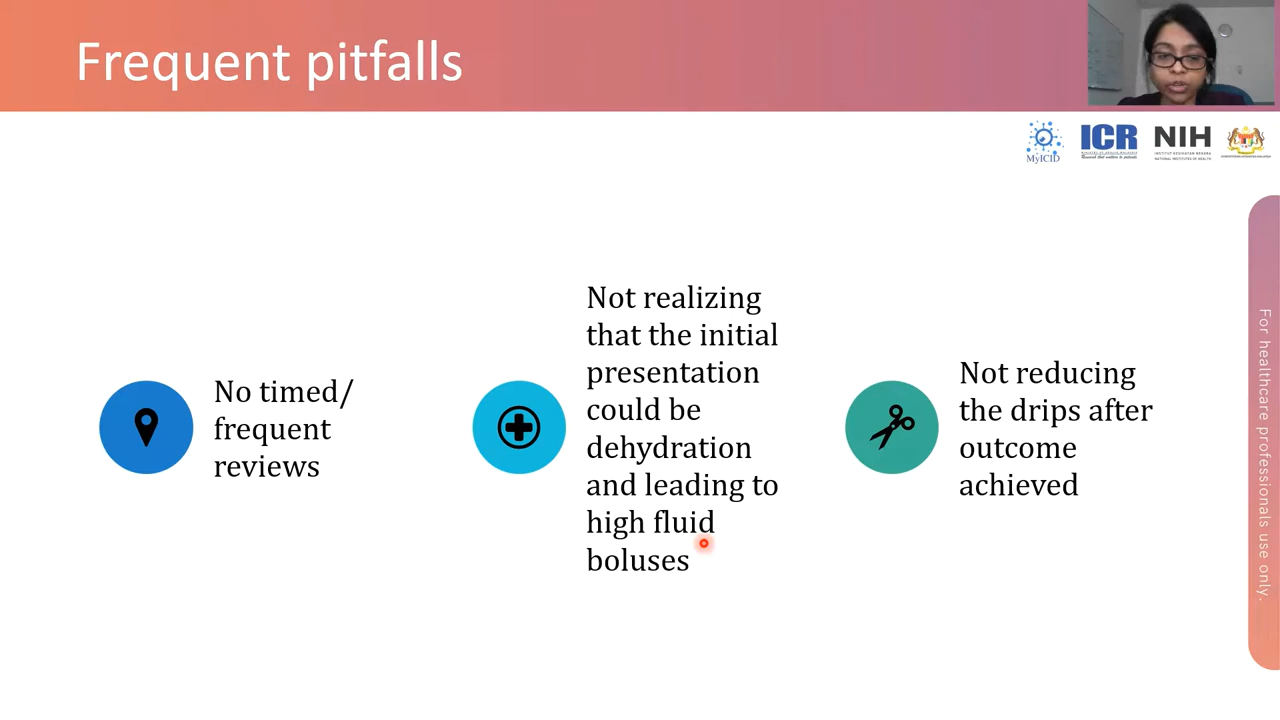 Frequent pitfalls
MyICID
ICR
NIH
No timed/
frequent
reviews
Not realizing
that the initial
presentation
could be
dehydration
and leading to
high fluid
boluses
Not reducing
the drips after
outcome
achieved
For healthcare professionals use only.